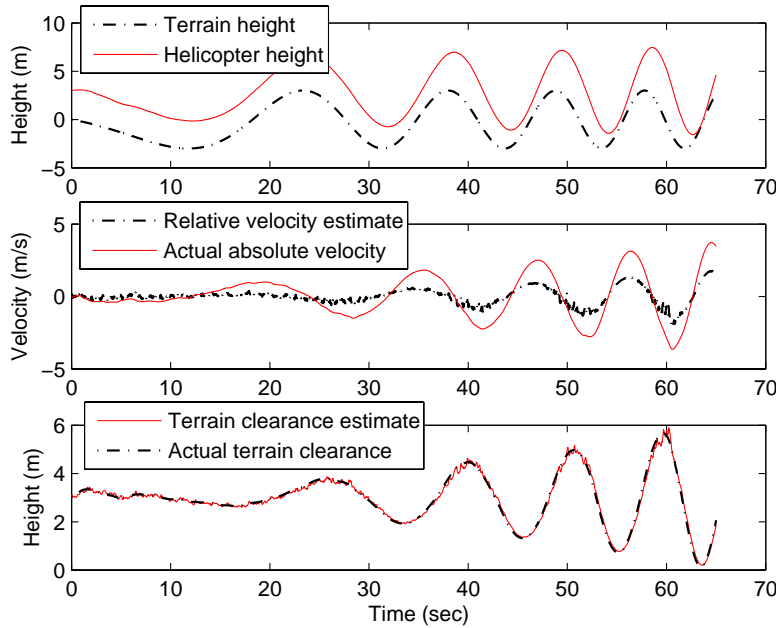 10
5
0
−5
Height (m)
Terrain height
Helicopter height
0 10 20 30 40 50 60 70
5
0
−5
Velocity (m/s)
Relative velocity estimate
Actual absolute velocity
0 10 20 30 40 50 60 70
6
4
2
0
Height (m)
Terrain clearance estimate
Actual terrain clearance
0 10 20 30 40 50 60 70
Time (sec)